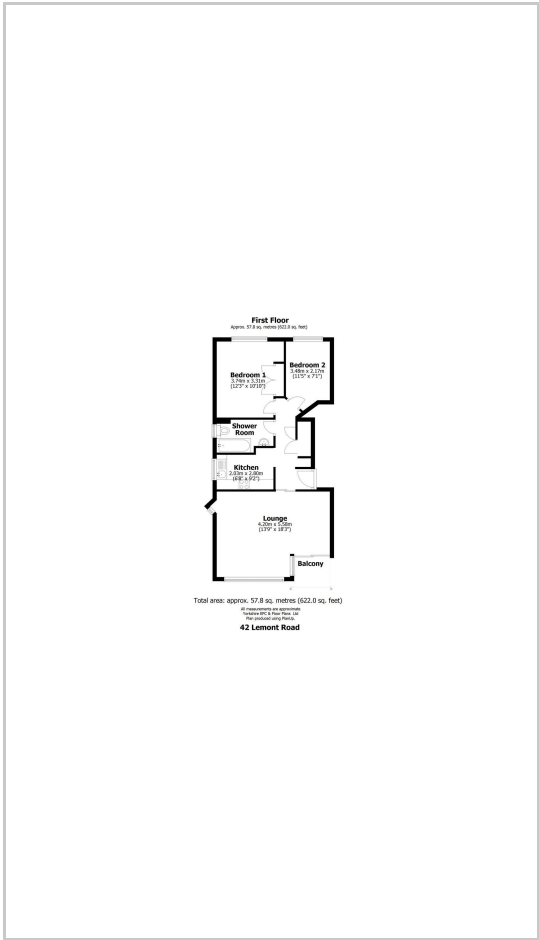 First Floor
Approx. 57.8 sq. metres (622.0 sq. feet)
Bedroom 1
3.74m x 3.31m
(12'3" x 10'10")
Bedroom 2
3.48m x 2.17m
(11'5" x 7'1")
Shower
Room
Kitchen
2.03m x 2.80m
(6'8" x 9'2")
Lounge
4.20m x 5.58m
(13'9" x 18'3")
Balcony
Total area: approx. 57.8 sq. metres (622.0 sq. feet)
All measurements are approximate
Yorkshire EPC & Floor Plans Ltd
Plan produced using PlanUp.
42 Lemont Road